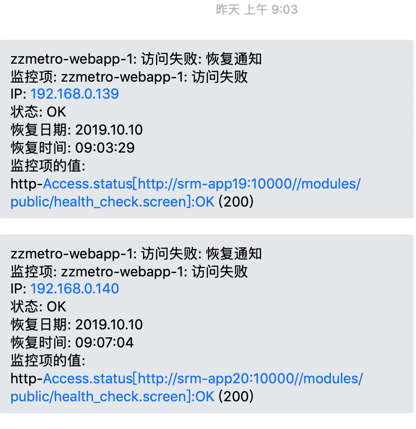 昨天 上午 9:03
zzmetro-webapp-1: 访问失败: 恢复通知
监控项: zzmetro-webapp-1: 访问失败
IP: 192.168.0.139
状态: OK
恢复日期: 2019.10.10
恢复时间: 09:03:29
监控项的值:
http-Access.status[http://srm-app19:10000//modules/
public/health_check.screen]:OK (200)
zzmetro-webapp-1: 访问失败: 恢复通知
监控项: zzmetro-webapp-1: 访问失败
IP: 192.168.0.140
状态: OK
恢复日期: 2019.10.10
恢复时间: 09:07:04
监控项的值:
http-Access.status[http://srm-app20:10000//modules/
public/health_check.screen]:OK (200)